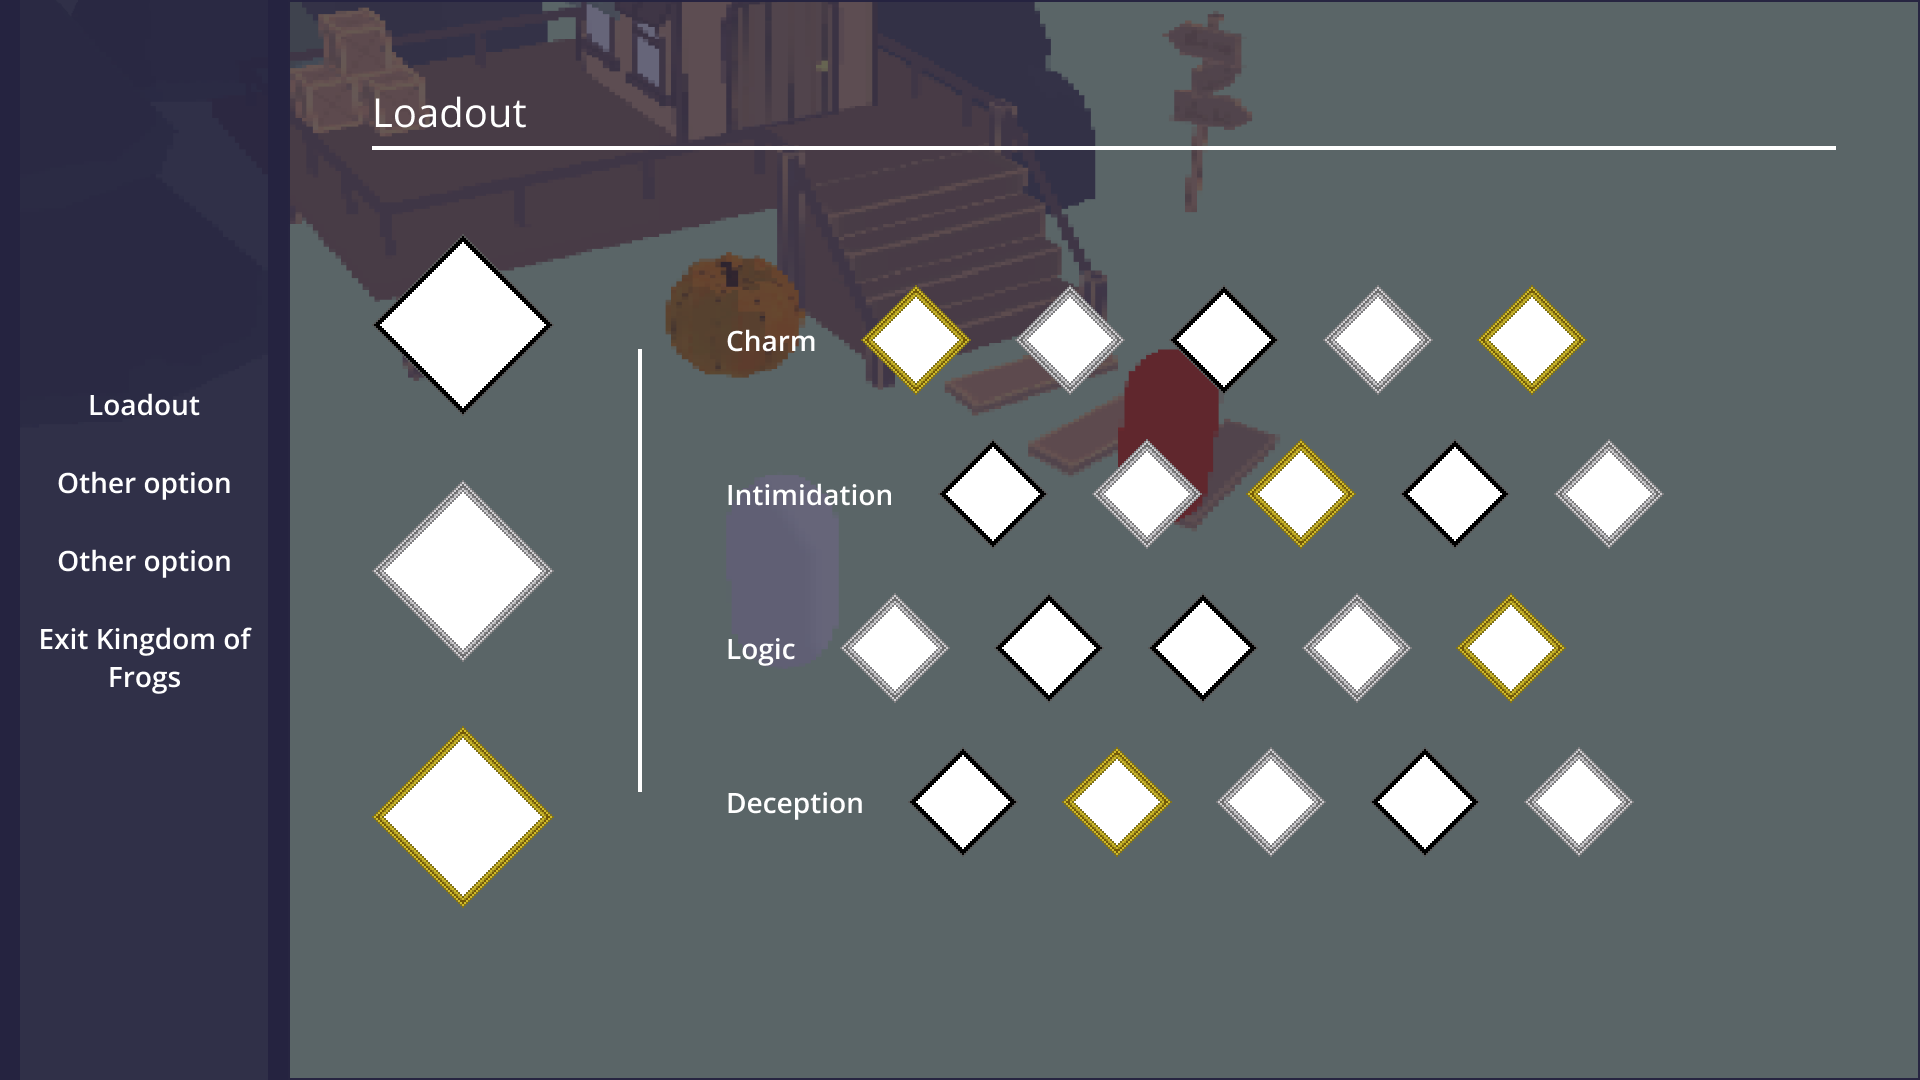 Loadout
Loadout
Other option
Other option
Exit Kingdom of
Frogs
Charm
Intimidation
Logic
Deception